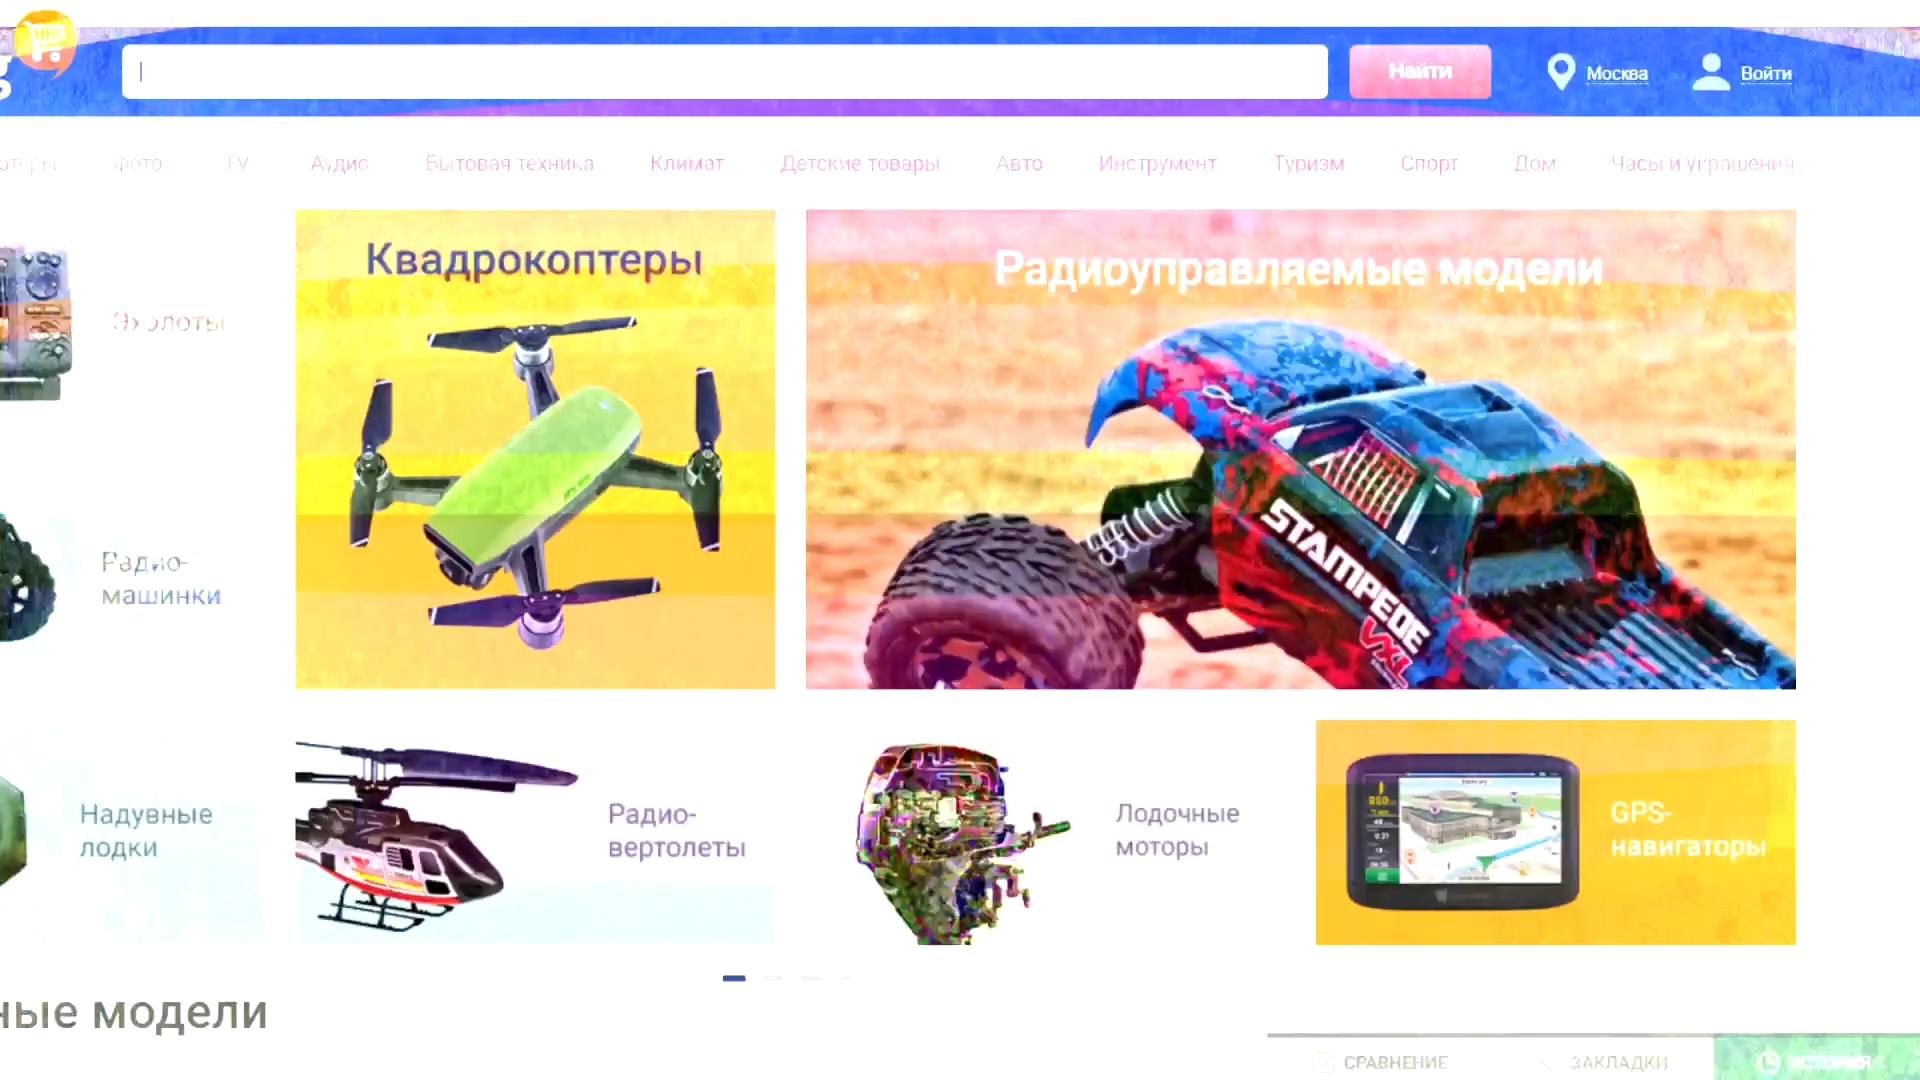 Найти
Москва
Войти
Фото
TV
Аудио
Бытовая техника
Климат
Детские товары
Авто
Инструмент
Туризм
Спорт
Дом
Часы и украшения
Квадрокоптеры
Радиоуправляемые модели
Эхолоты
STAMPEDE
VXL
Радио-
машинки
Надувные
лодки
Радио-
вертолеты
Лодочные
моторы
GPS-
навигаторы
ные модели
СРАВНЕНИЕ
ЗАКЛАДКИ
ИСТОРИЯ